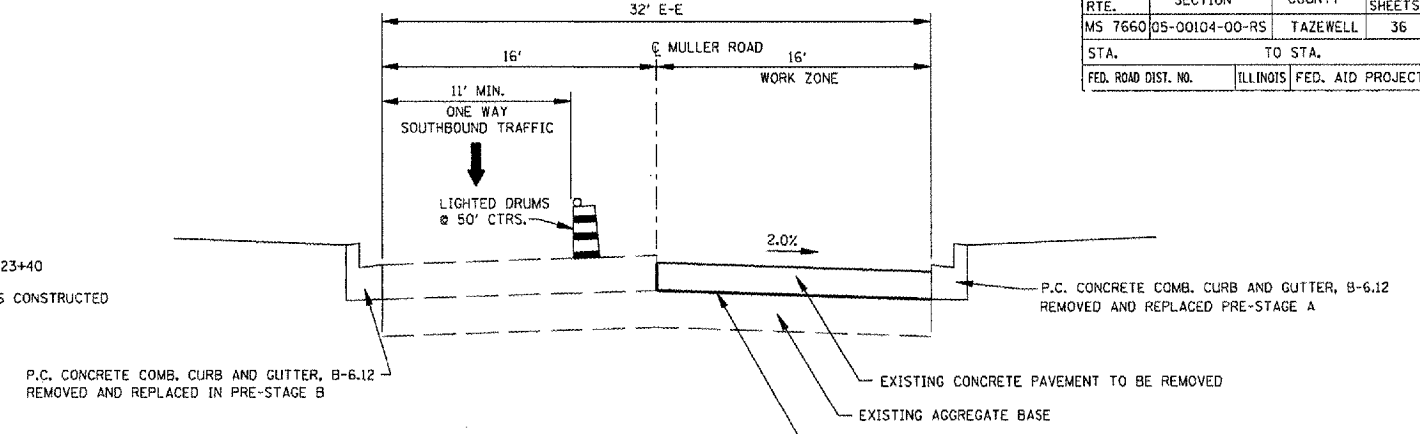 32' E-E
RTE.
SECTION
COUNTY
SHEETS
MS 7660 05-00104-00-RS TAZEWELL 36
STA. TO STA.
FED. ROAD DIST. NO. ILLINOIS FED. AID PROJECT
℄ MULLER ROAD
16'
16'
WORK ZONE
11' MIN.
ONE WAY
SOUTHBOUND TRAFFIC
LIGHTED DRUMS
@ 50' CTRS.
2.0%
23+40
CONSTRUCTED
P.C. CONCRETE COMB. CURB AND GUTTER, B-6.12
REMOVED AND REPLACED PRE-STAGE A
P.C. CONCRETE COMB. CURB AND GUTTER, B-6.12
REMOVED AND REPLACED IN PRE-STAGE B
EXISTING CONCRETE PAVEMENT TO BE REMOVED
EXISTING AGGREGATE BASE